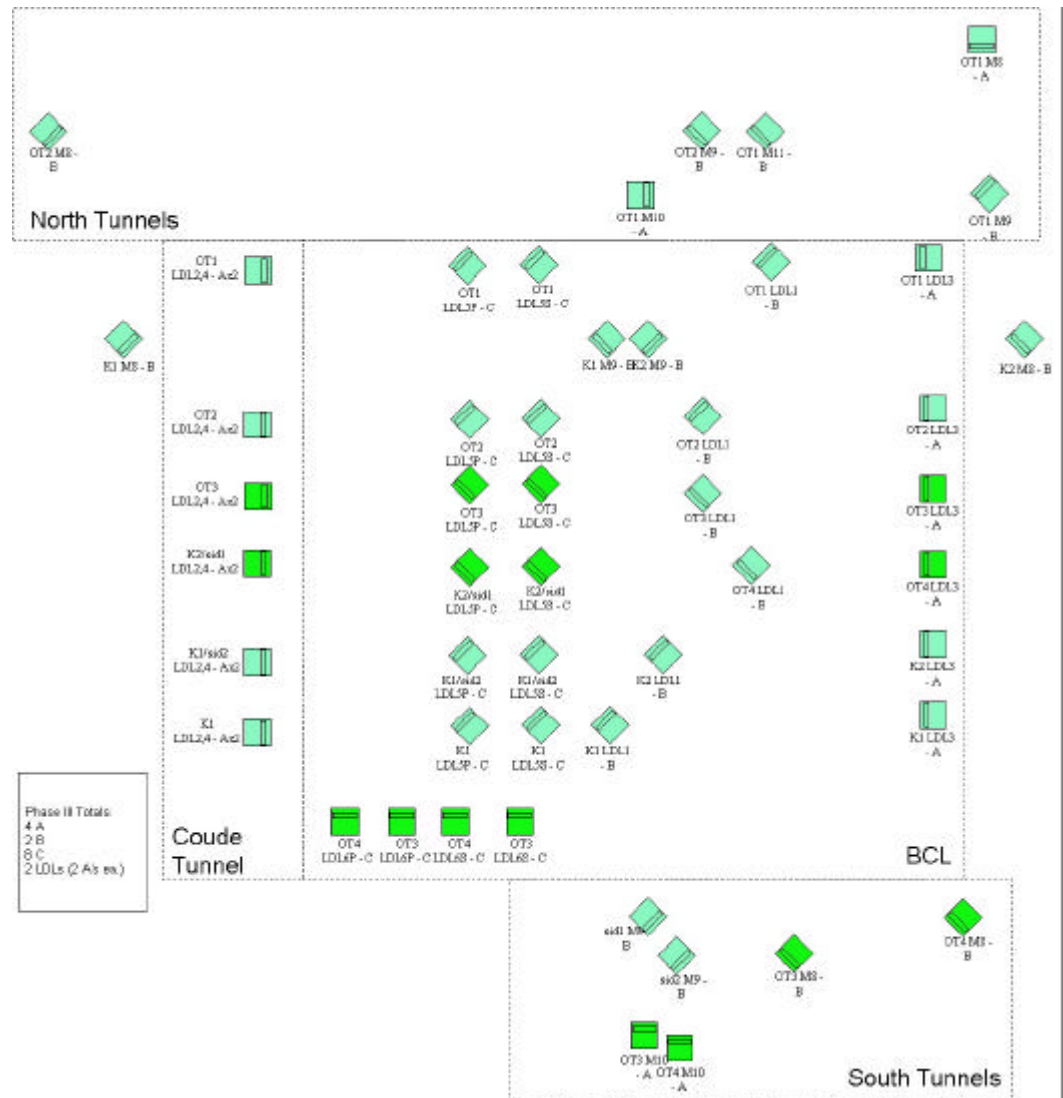 OT1 M8
- A
OT2 M8 -
B
OT2 M9 -
B
OT1 M11 -
B
OT1 M10
- A
OT1 M9
- B
North Tunnels
OT1
LDL2,4 - Ax2
OT1
LDL5P - C
OT1
LDL5S - C
OT1 LDL1
- B
OT1 LDL3
- A
K1 M8 - B
K1 M9 - B
K2 M9 - B
K2 M8 - B
OT2
LDL2,4 - Ax2
OT2
LDL5P - C
OT2
LDL5S - C
OT2 LDL1
- B
OT2 LDL3
- A
OT3
LDL2,4 - Ax2
OT3
LDL5P - C
OT3
LDL5S - C
OT3 LDL1
- B
OT3 LDL3
- A
K2/sid1
LDL2,4 - Ax2
K2/sid1
LDL5P - C
K2/sid1
LDL5S - C
OT4 LDL1
- B
OT4 LDL3
- A
K1/sid2
LDL2,4 - Ax2
K1/sid2
LDL5P - C
K1/sid2
LDL5S - C
K2 LDL1
- B
K2 LDL3
- A
K1
LDL2,4 - Ax2
K1
LDL5P - C
K1
LDL5S - C
K1 LDL1
- B
K1 LDL3
- A
Phase III Totals:
4 A
2 B
8 C
2 LDLs (2 A's ea.)
Coude
Tunnel
OT4
LDL6P - C
OT3
LDL6P - C
OT4
LDL6S - C
OT3
LDL6S - C
BCL
sid1
B
sid2 M9 -
B
OT3 M8 -
B
OT4 M8 -
B
OT3 M10
- A
OT4 M10
- A
South Tunnels